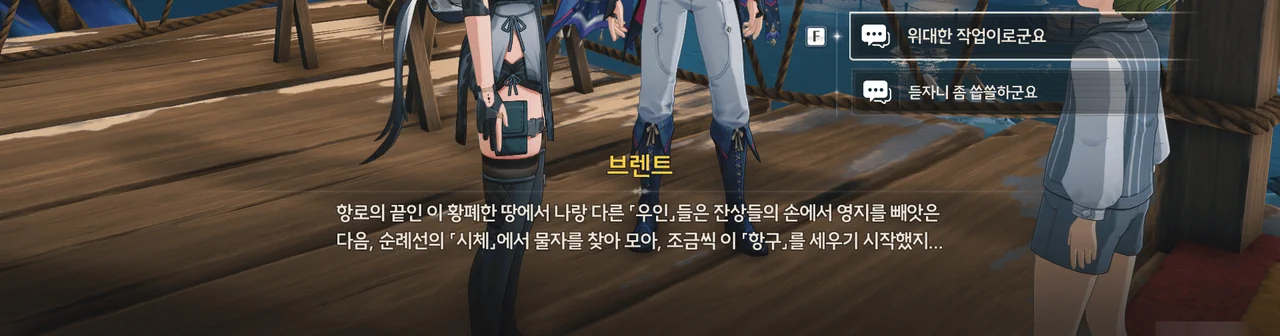 F
위대한 작업이로군요
듣자니 좀 씁쓸하군요
브렌트
항로의 끝인 이 황폐한 땅에서 나랑 다른 「우인」들은 잔상들의 손에서 영지를 빼앗은
다음, 순례선의 「시체」에서 물자를 찾아 모아, 조금씩 이 「항구」를 세우기 시작했지...